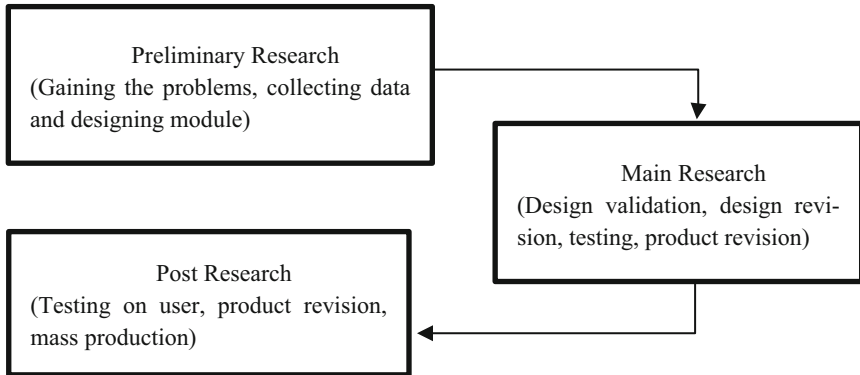 Preliminary Research
(Gaining the problems, collecting data
and designing module)
Main Research
(Design validation, design revi-
sion, testing, product revision)
Post Research
(Testing on user, product revision,
mass production)